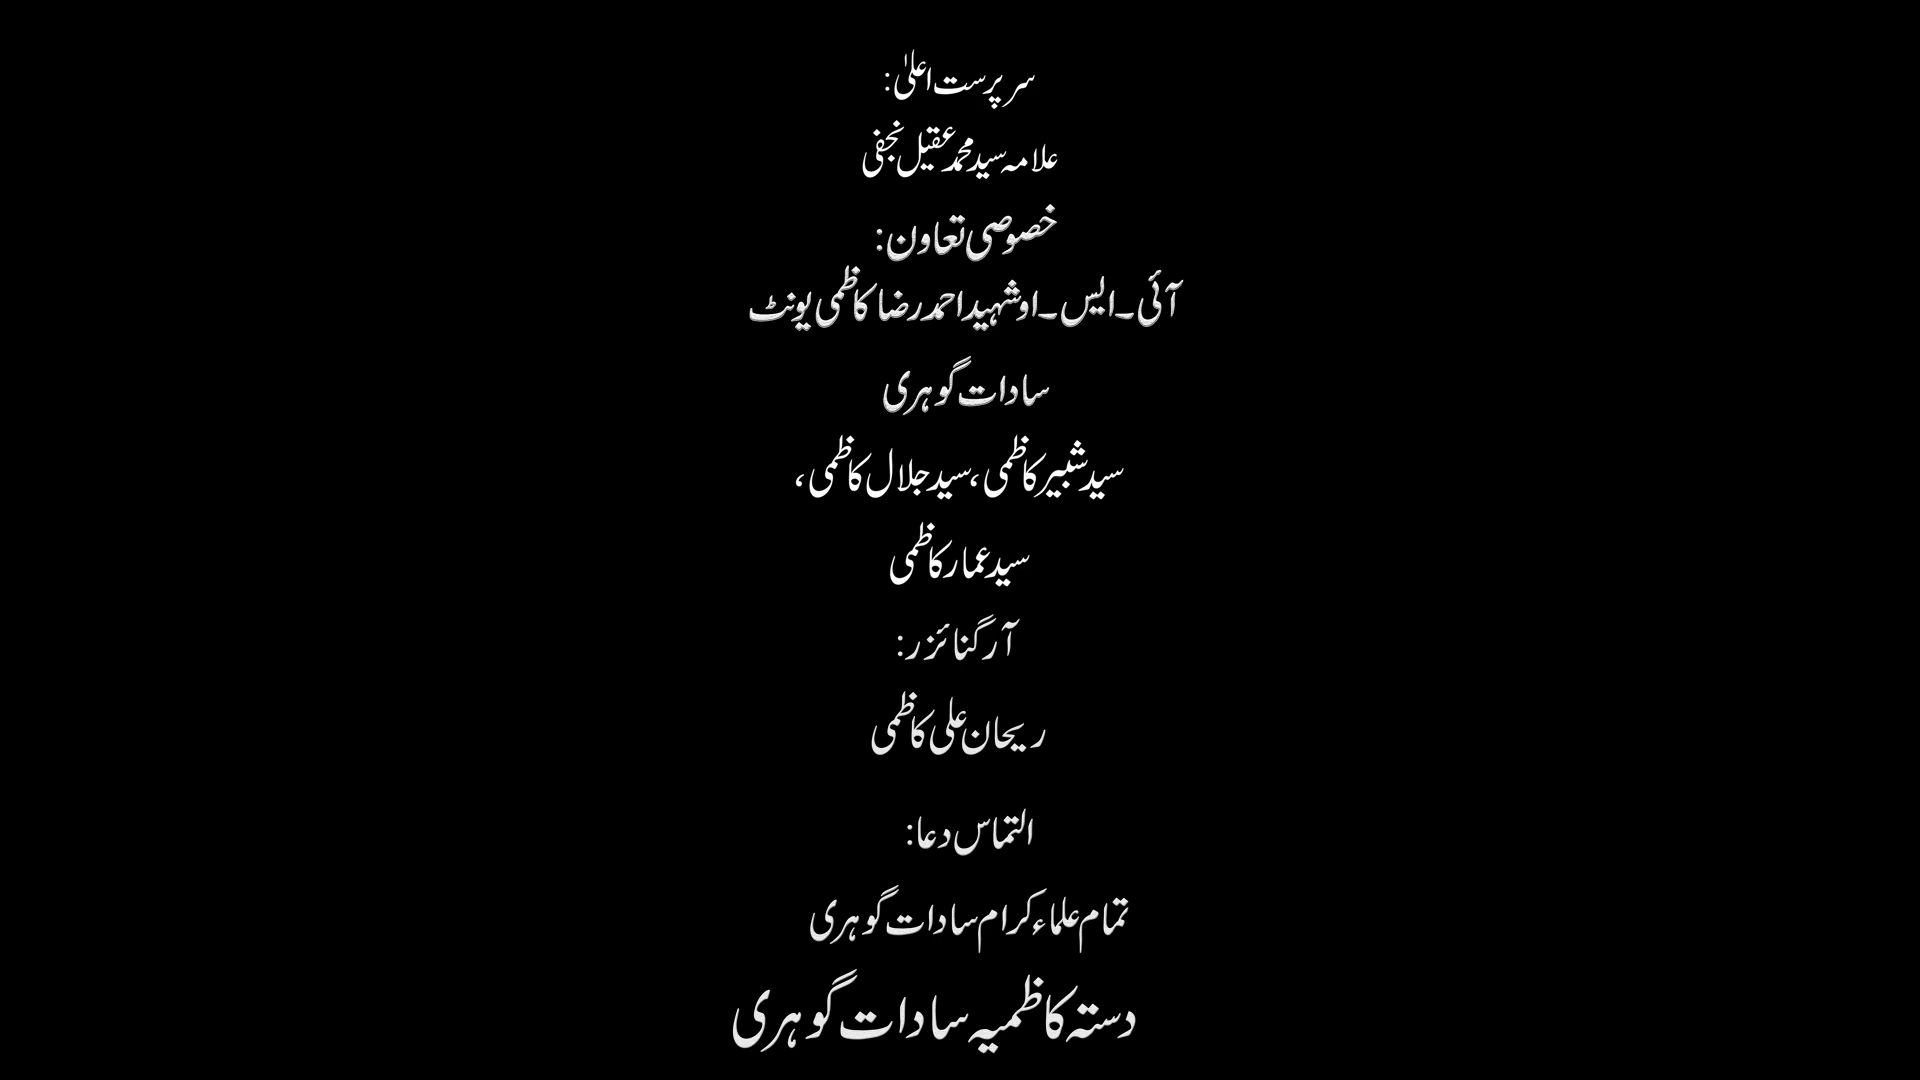 سر پرست اعلیٰ:
علامہ سید محمد عقیل نجفی
خصوصی تعاون:
آئی۔ایس۔او شہید احمد رضا کاظمی یونٹ
سادات گوہری
سید شبیر کاظمی، سید جلال کاظمی،
سید عمار کاظمی
آرگنائزر:
ریحان علی کاظمی
التماس دعا:
تمام علماء کرام سادات گوہری
دستہ کاظمیہ سادات گوہری